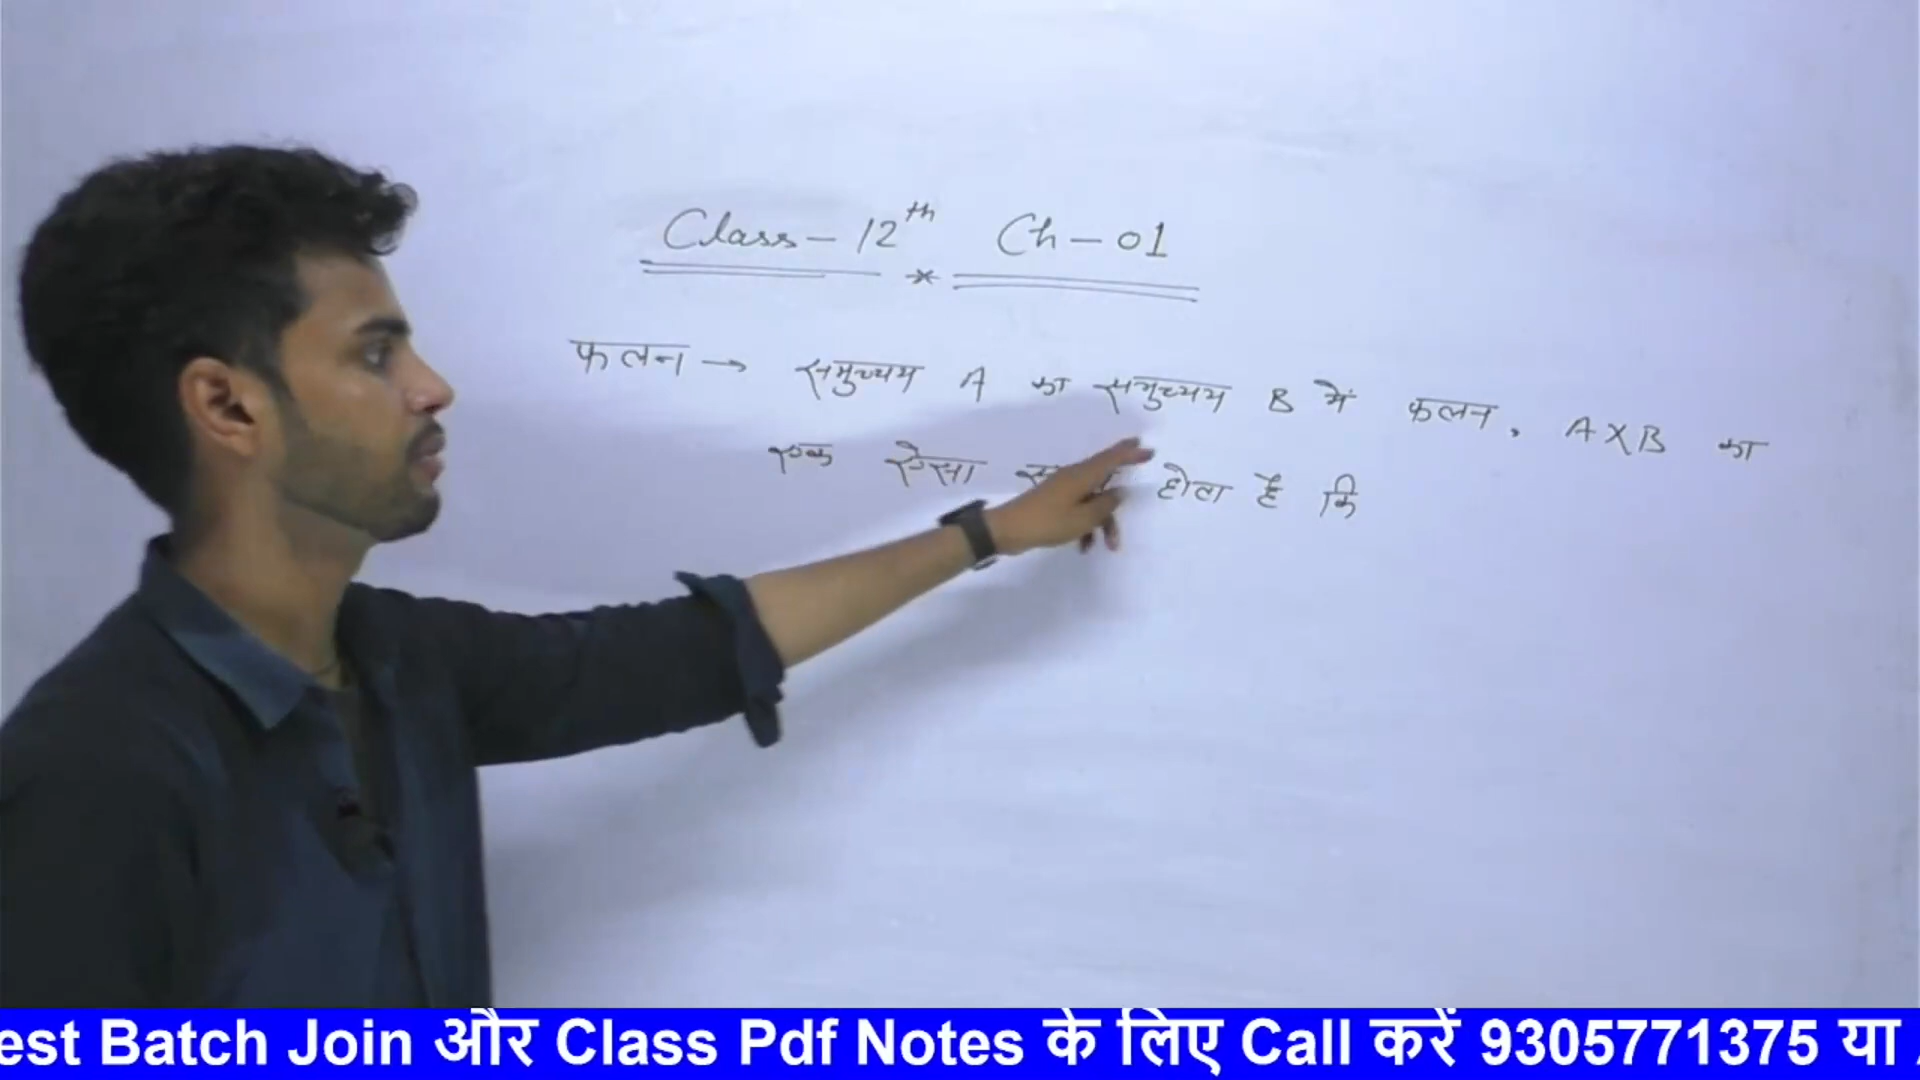 Class - 12th Ch - 01
*
फलन → समुच्चय A का समुच्चय B में फलन, A X B का
एक ऐसा होता है कि
est Batch Join और Class Pdf Notes के लिए Call करें 9305771375 या